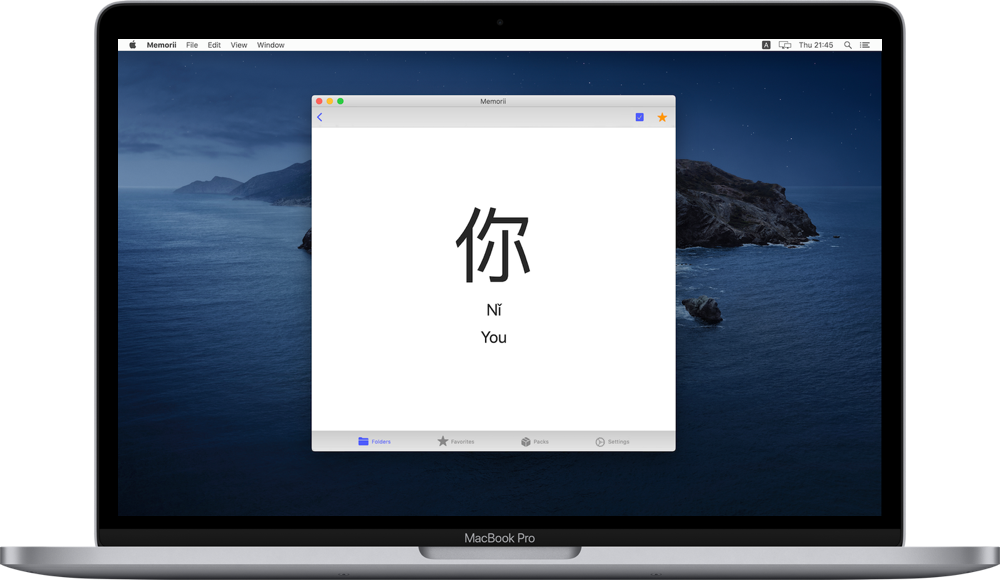 Memorii File Edit View Window A Thu 21:45
Memorii
你
Nǐ
You
Folders Favorites Packs Settings
MacBook Pro